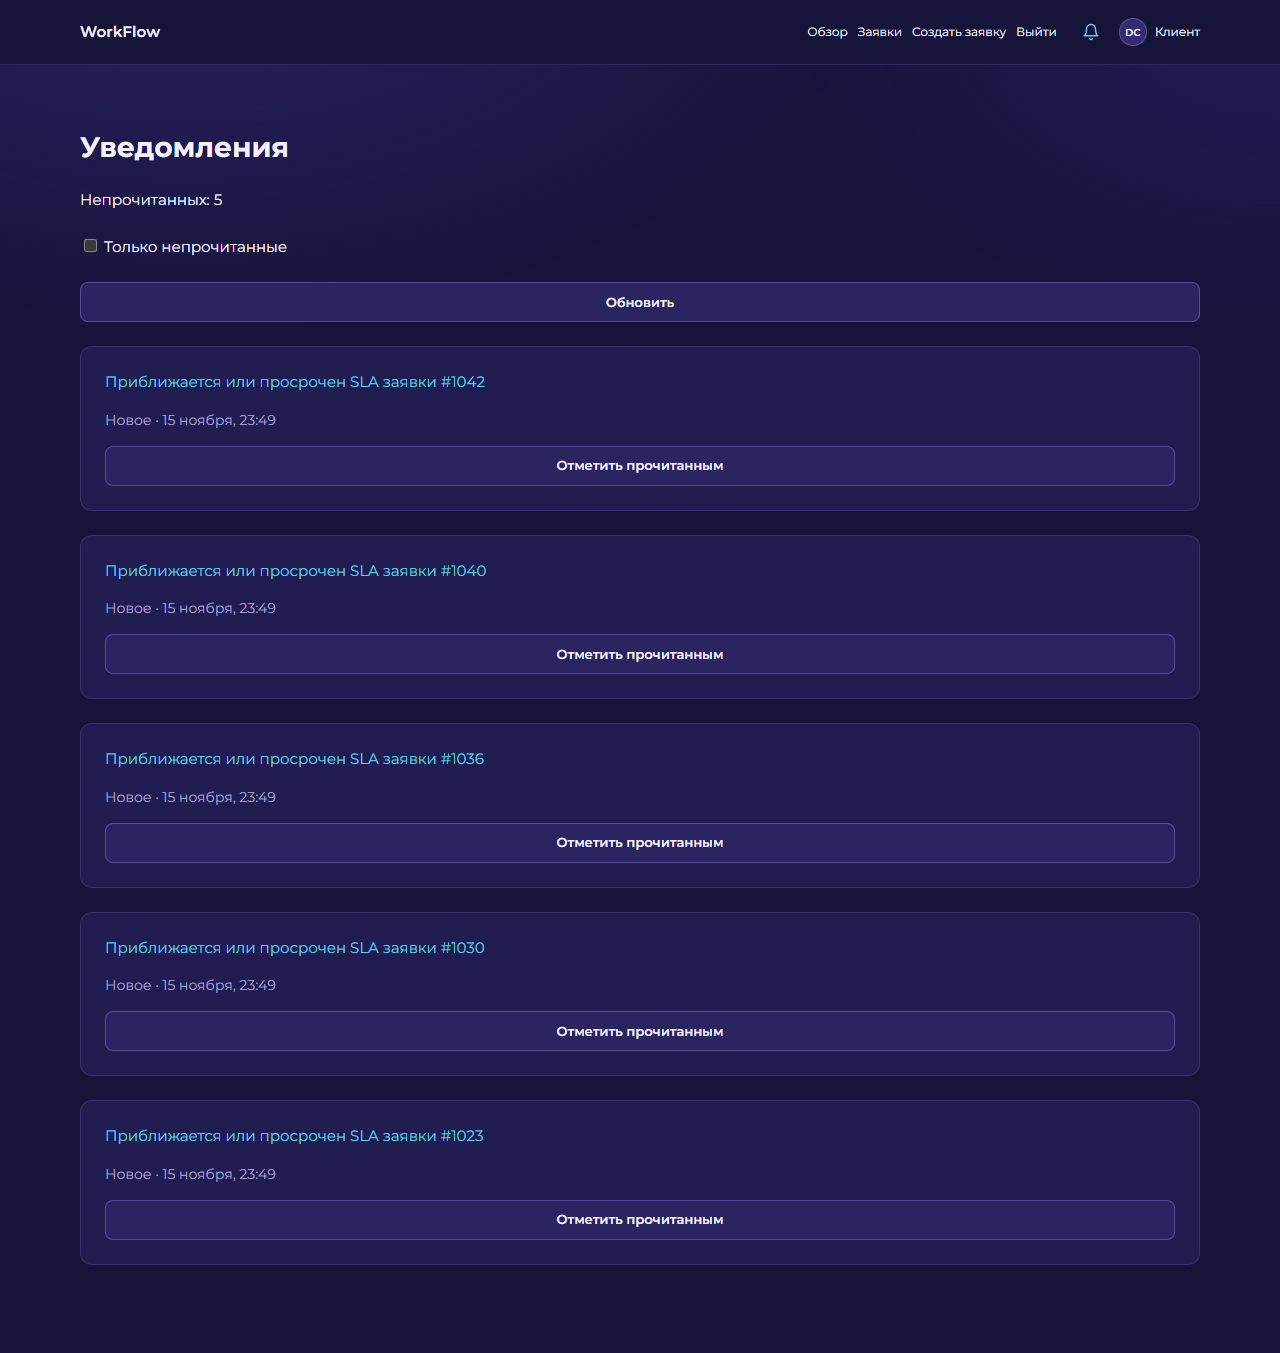 WorkFlow
Обзор Заявки Создать заявку Выйти DC Клиент
Уведомления
Непрочитанных: 5
Только непрочитанные
Обновить
Приближается или просрочен SLA заявки #1042
Новое · 15 ноября, 23:49
Отметить прочитанным
Приближается или просрочен SLA заявки #1040
Новое · 15 ноября, 23:49
Отметить прочитанным
Приближается или просрочен SLA заявки #1036
Новое · 15 ноября, 23:49
Отметить прочитанным
Приближается или просрочен SLA заявки #1030
Новое · 15 ноября, 23:49
Отметить прочитанным
Приближается или просрочен SLA заявки #1023
Новое · 15 ноября, 23:49
Отметить прочитанным